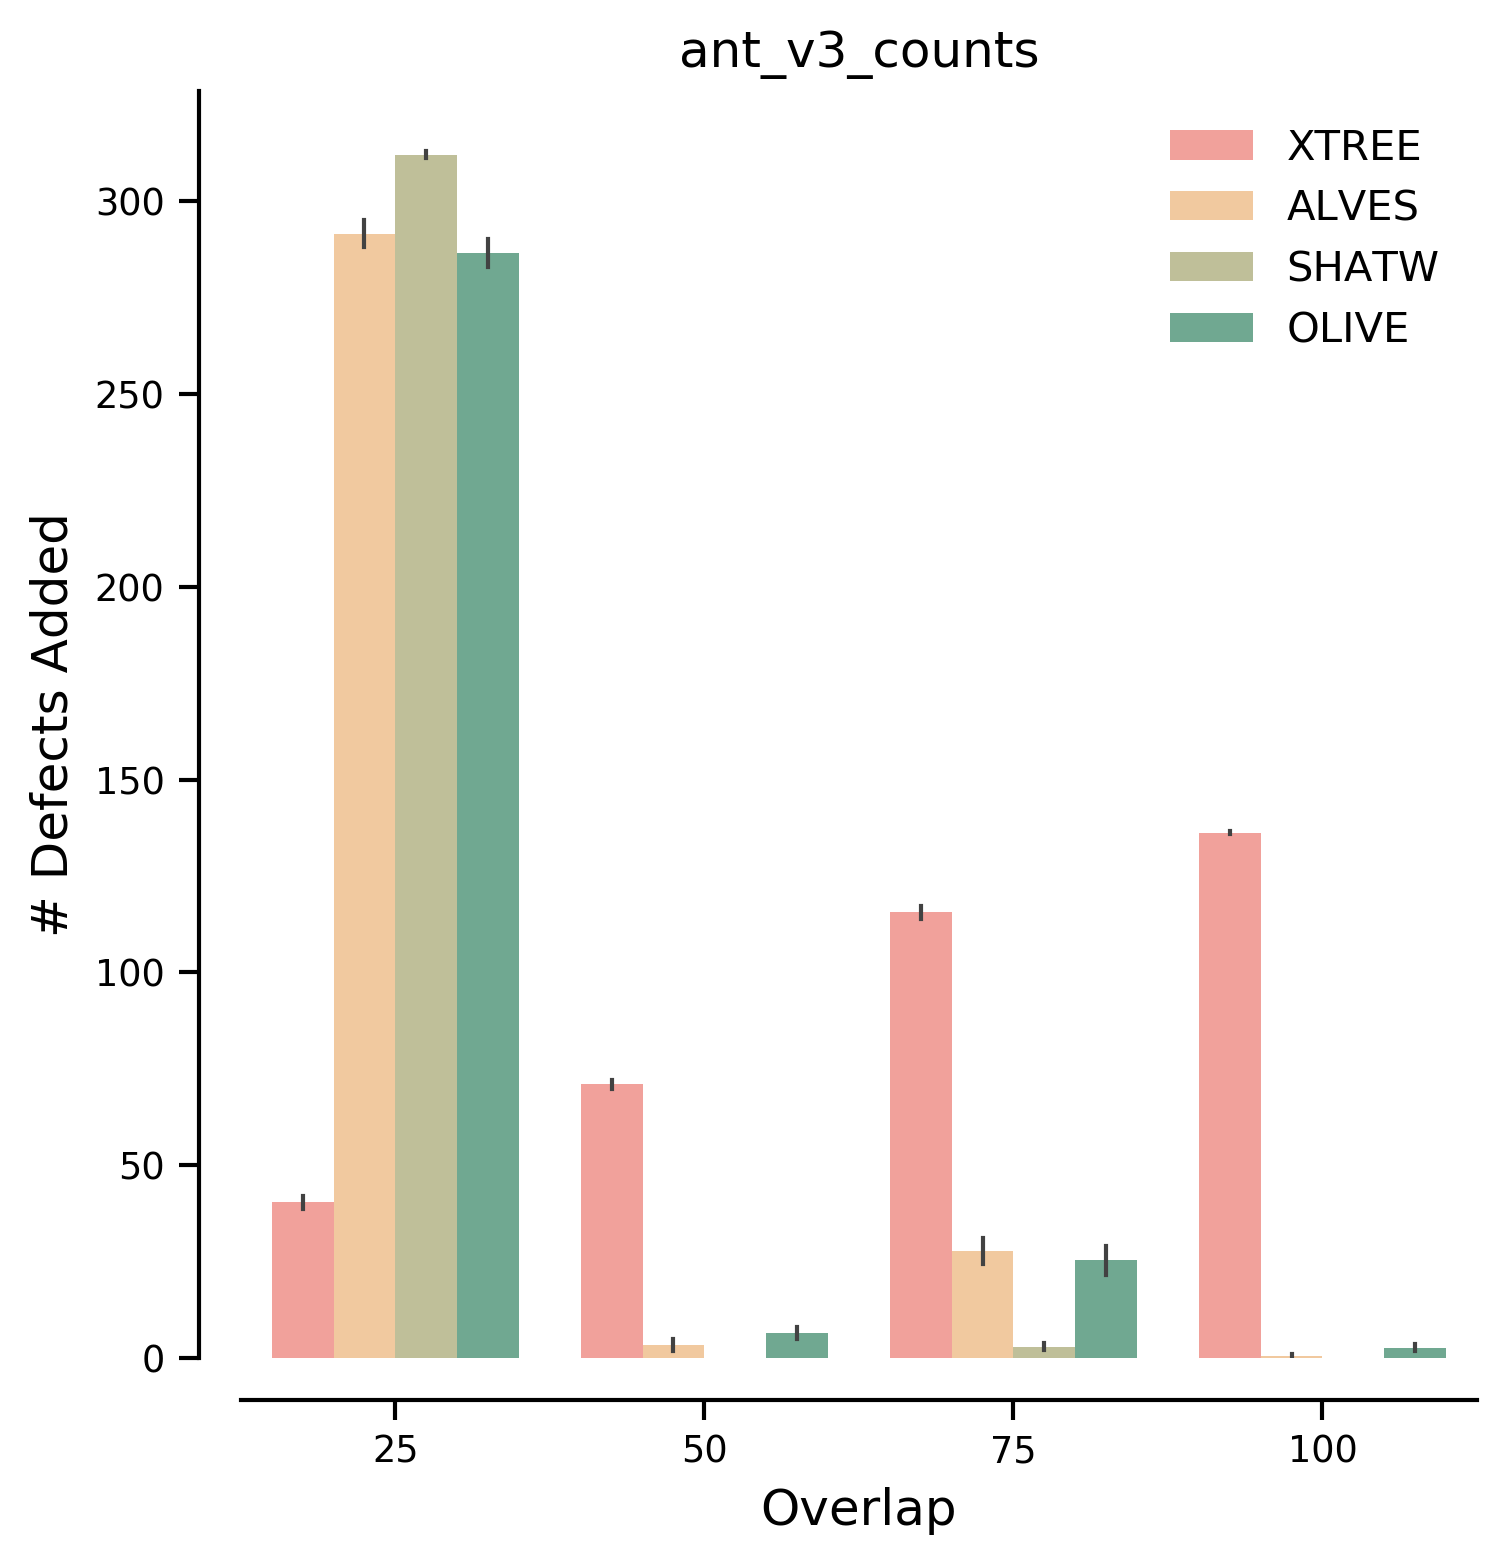 ant_v3_counts
XTREE
ALVES
SHATW
OLIVE
# Defects Added
300
250
200
150
100
50
0
25 50 75 100
Overlap